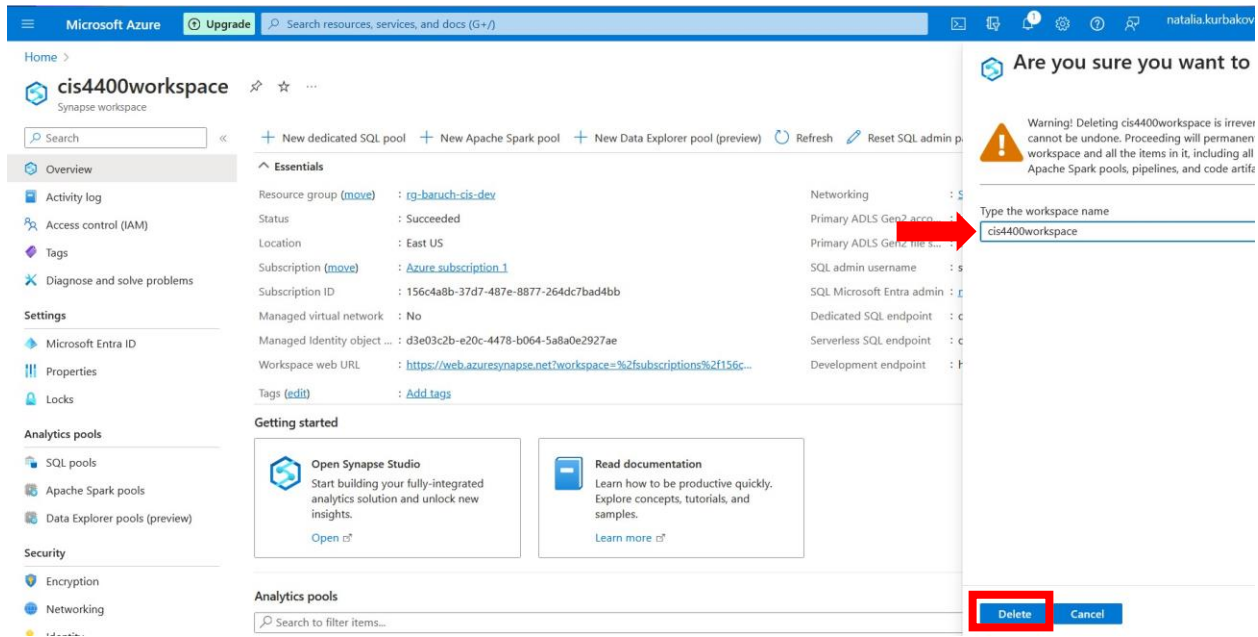 Microsoft Azure
Upgrade
Search resources, services, and docs (G+/)
1
natalia.kurbakov
Home >
cis4400workspace
Synapse workspace
Search
Overview
Activity log
Access control (IAM)
Tags
Diagnose and solve problems
Settings
Microsoft Entra ID
Properties
Locks
Analytics pools
SQL pools
Apache Spark pools
Data Explorer pools (preview)
Security
Encryption
Networking
New dedicated SQL pool New Apache Spark pool New Data Explorer pool (preview) Refresh Reset SQL admin
Essentials
Resource group (move) : rg-baruch-cis-dev
Status : Succeeded
Location : East US
Subscription (move) : Azure subscription 1
Subscription ID : 156c4a8b-37d7-487e-8877-264dc7bad4bb
Managed virtual network : No
Managed Identity object ... : d3e03c2b-e20c-4478-b064-5a8a0e2927ae
Workspace web URL : https://web.azuresynapse.net?workspace=%2fsubscriptions%2f156c...
Tags (edit) : Add tags
Networking :
Primary ADLS Gen2 acco... :
Primary ADLS Gen2 file s... :
SQL admin username :
SQL Microsoft Entra admin :
Dedicated SQL endpoint :
Serverless SQL endpoint :
Development endpoint :
Getting started
Open Synapse Studio
Start building your fully-integrated
analytics solution and unlock new
insights.
Open
Read documentation
Learn how to be productive quickly.
Explore concepts, tutorials, and
samples.
Learn more
Analytics pools
Search to filter items...
Are you sure you want to
Warning! Deleting cis4400workspace is irrever
cannot be undone. Proceeding will permanen
workspace and all the items in it, including all
Apache Spark pools, pipelines, and code artifa
Type the workspace name
cis4400workspace
Delete
Cancel